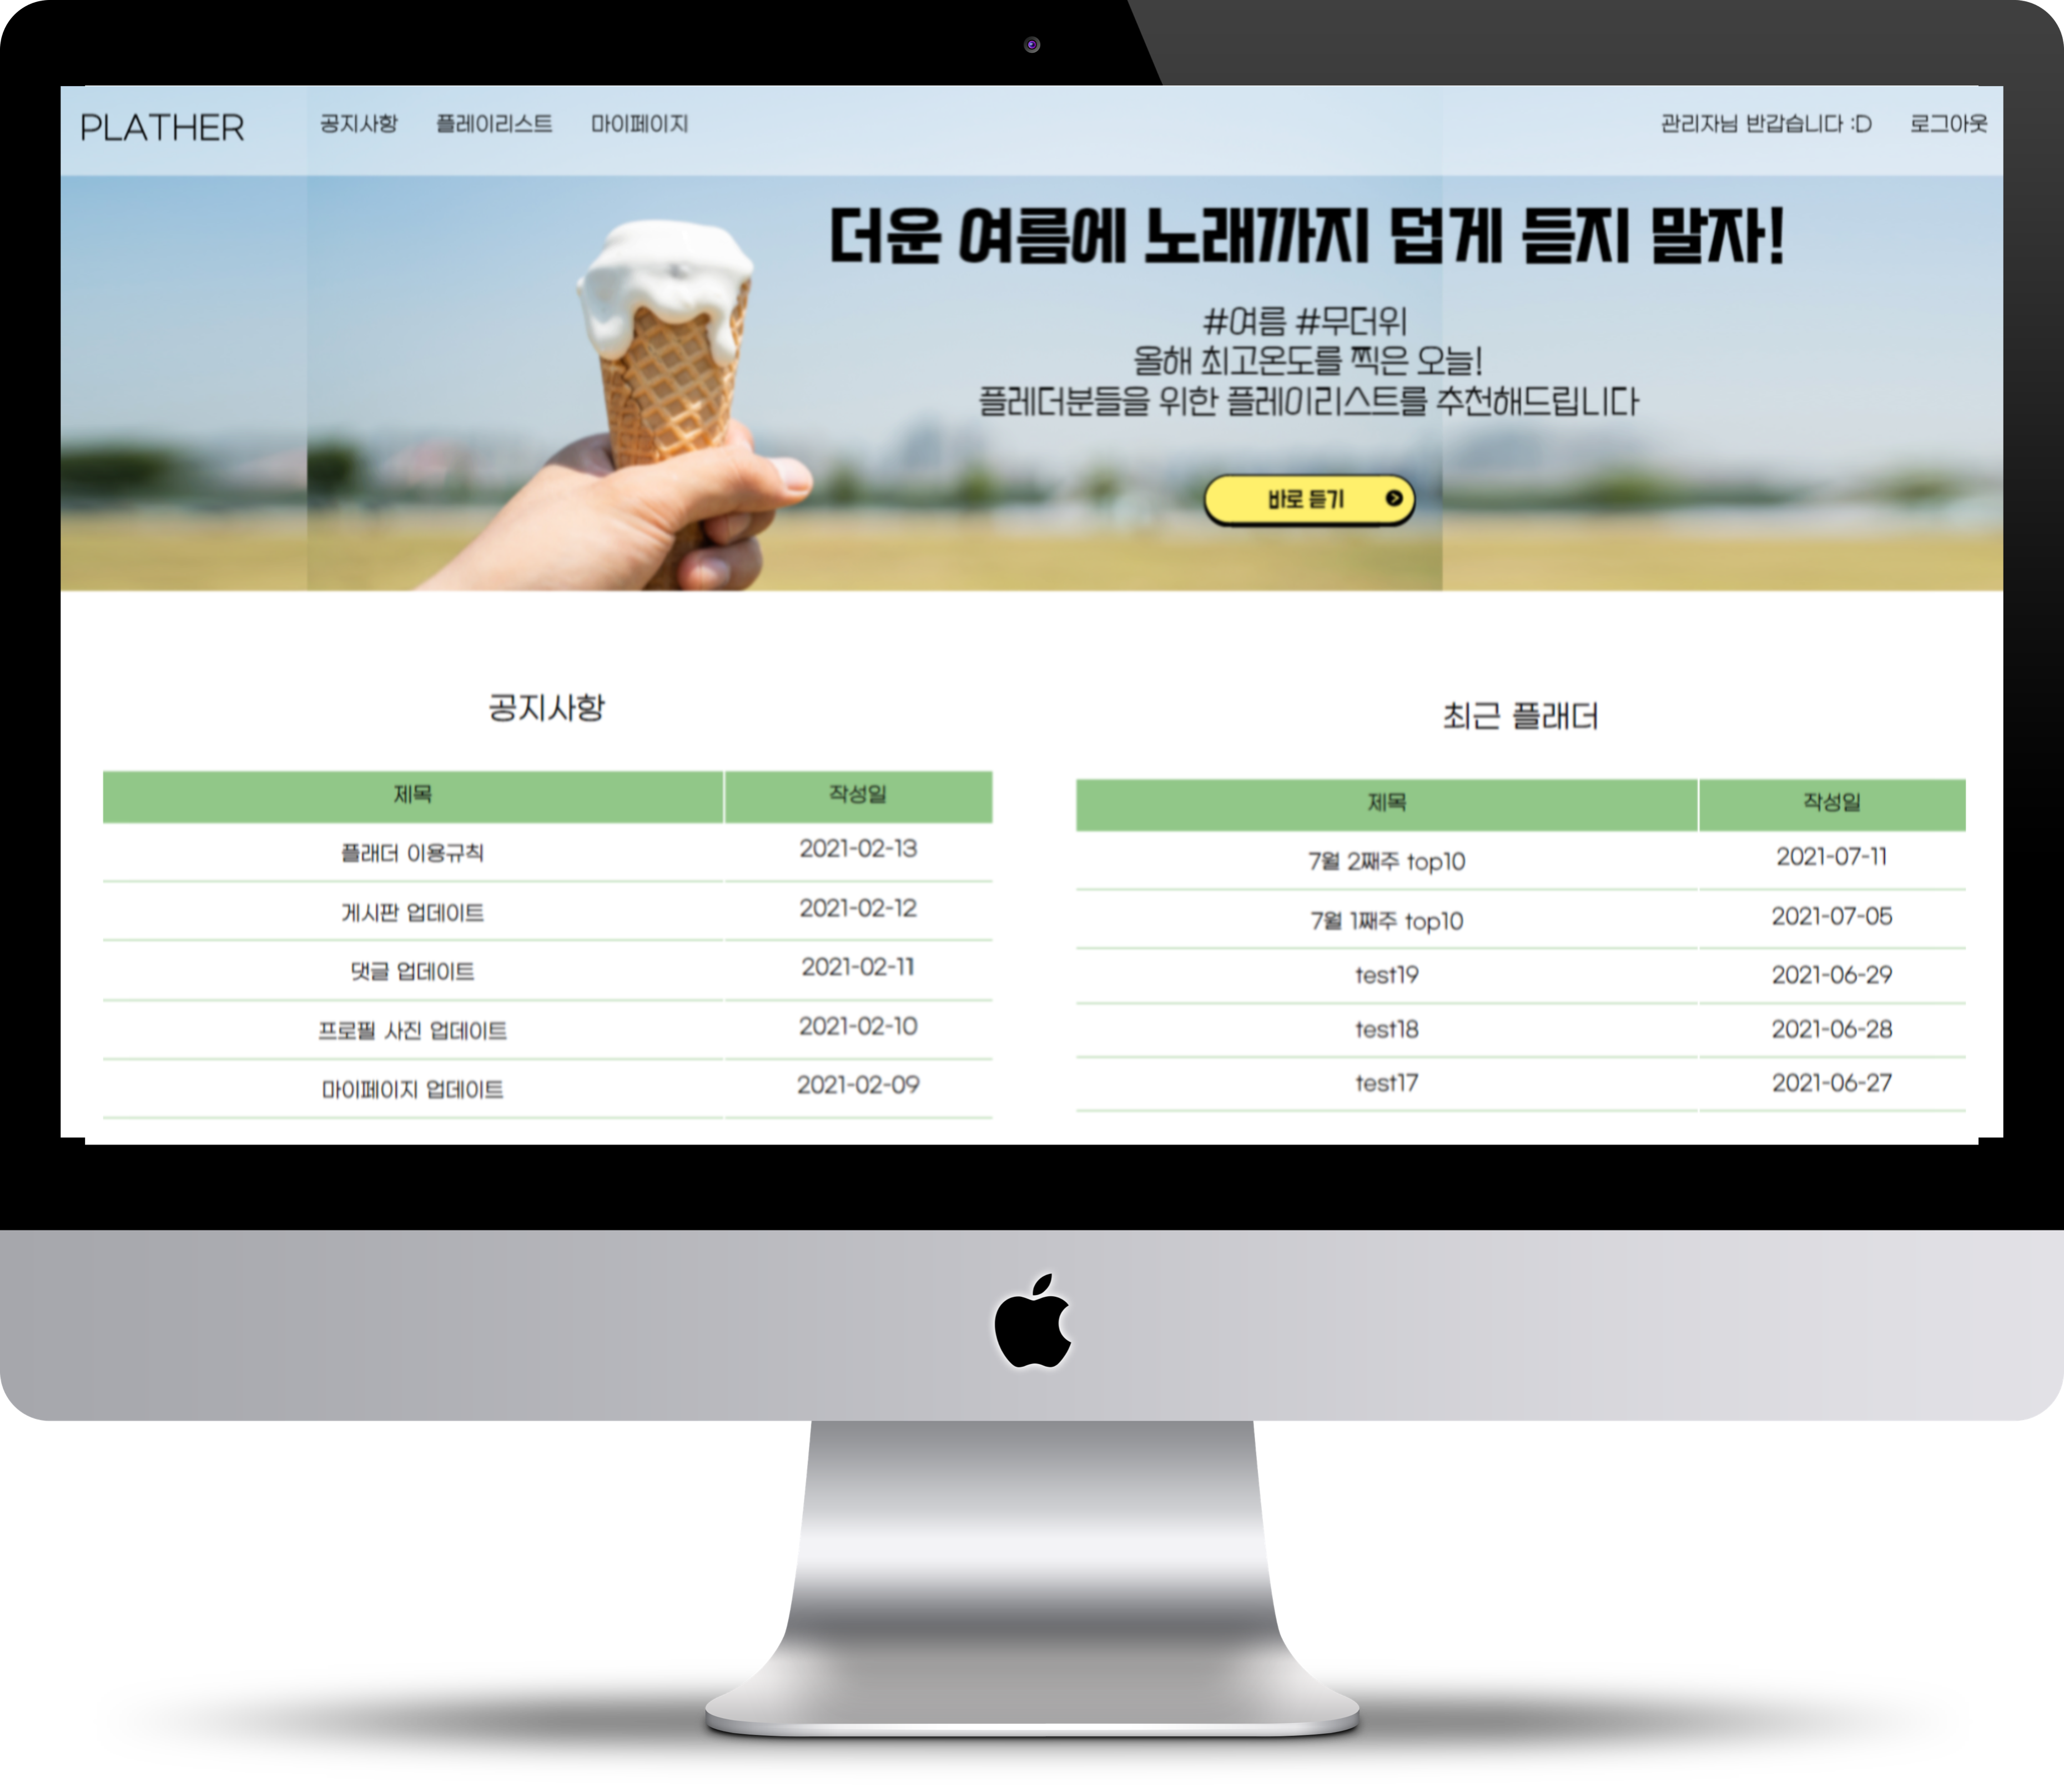 PLATHER 공지사항 플레이리스트 마이페이지 관리자님 반갑습니다 :D 로그아웃
더운 여름에 노래까지 덥게 듣지 말자!
#여름 #무더위
올해 최고온도를 찍은 오늘!
플레더분들을 위한 플레이리스트를 추천해드립니다
바로 듣기
공지사항
제목 작성일
플래더 이용규칙 2021-02-13
게시판 업데이트 2021-02-12
댓글 업데이트 2021-02-11
프로필 사진 업데이트 2021-02-10
마이페이지 업데이트 2021-02-09
최근 플래더
제목 작성일
7월 2째주 top10 2021-07-11
7월 1째주 top10 2021-07-05
test19 2021-06-29
test18 2021-06-28
test17 2021-06-27